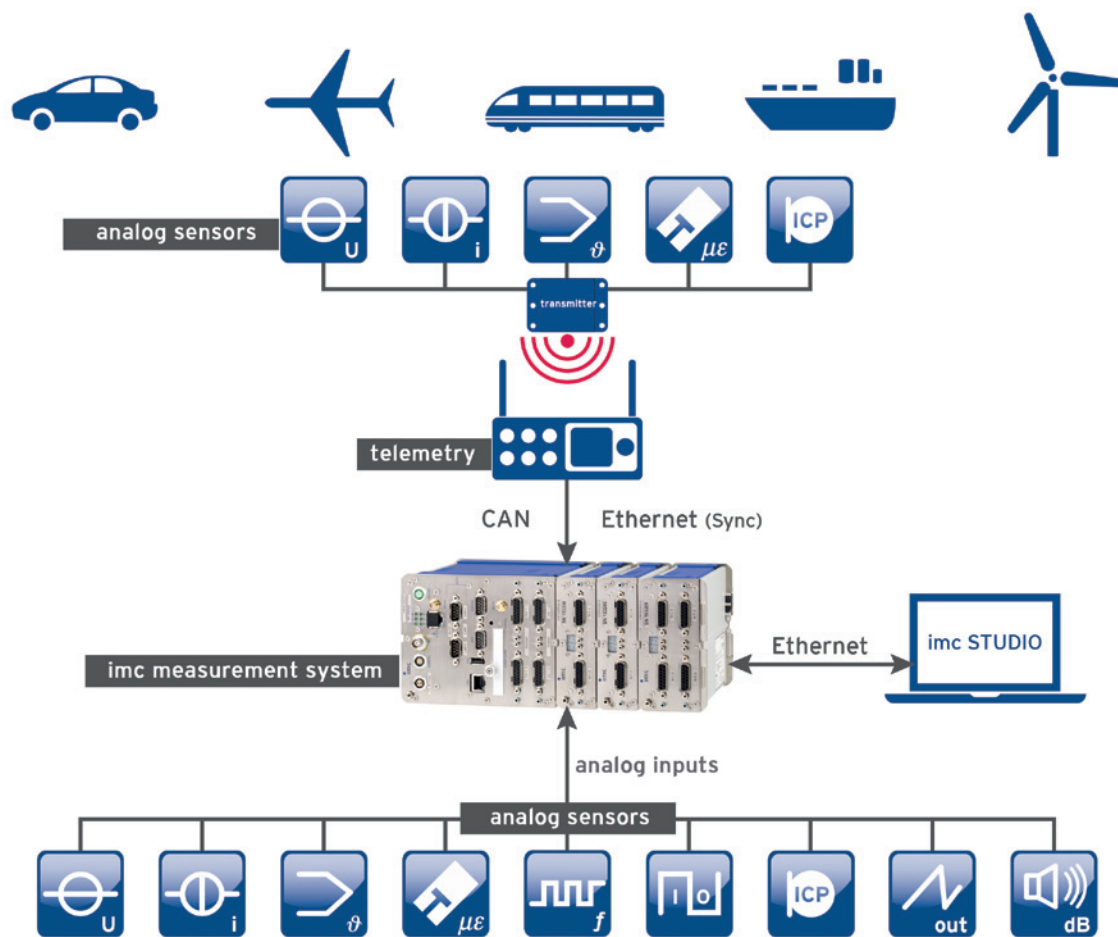 analog sensors
U
i
ϑ
µε
ICP
transmitter
telemetry
CAN
Ethernet (Sync)
imc measurement system
Ethernet
imc STUDIO
analog inputs
analog sensors
U
i
ϑ
µε
f
I O
ICP
out
dB